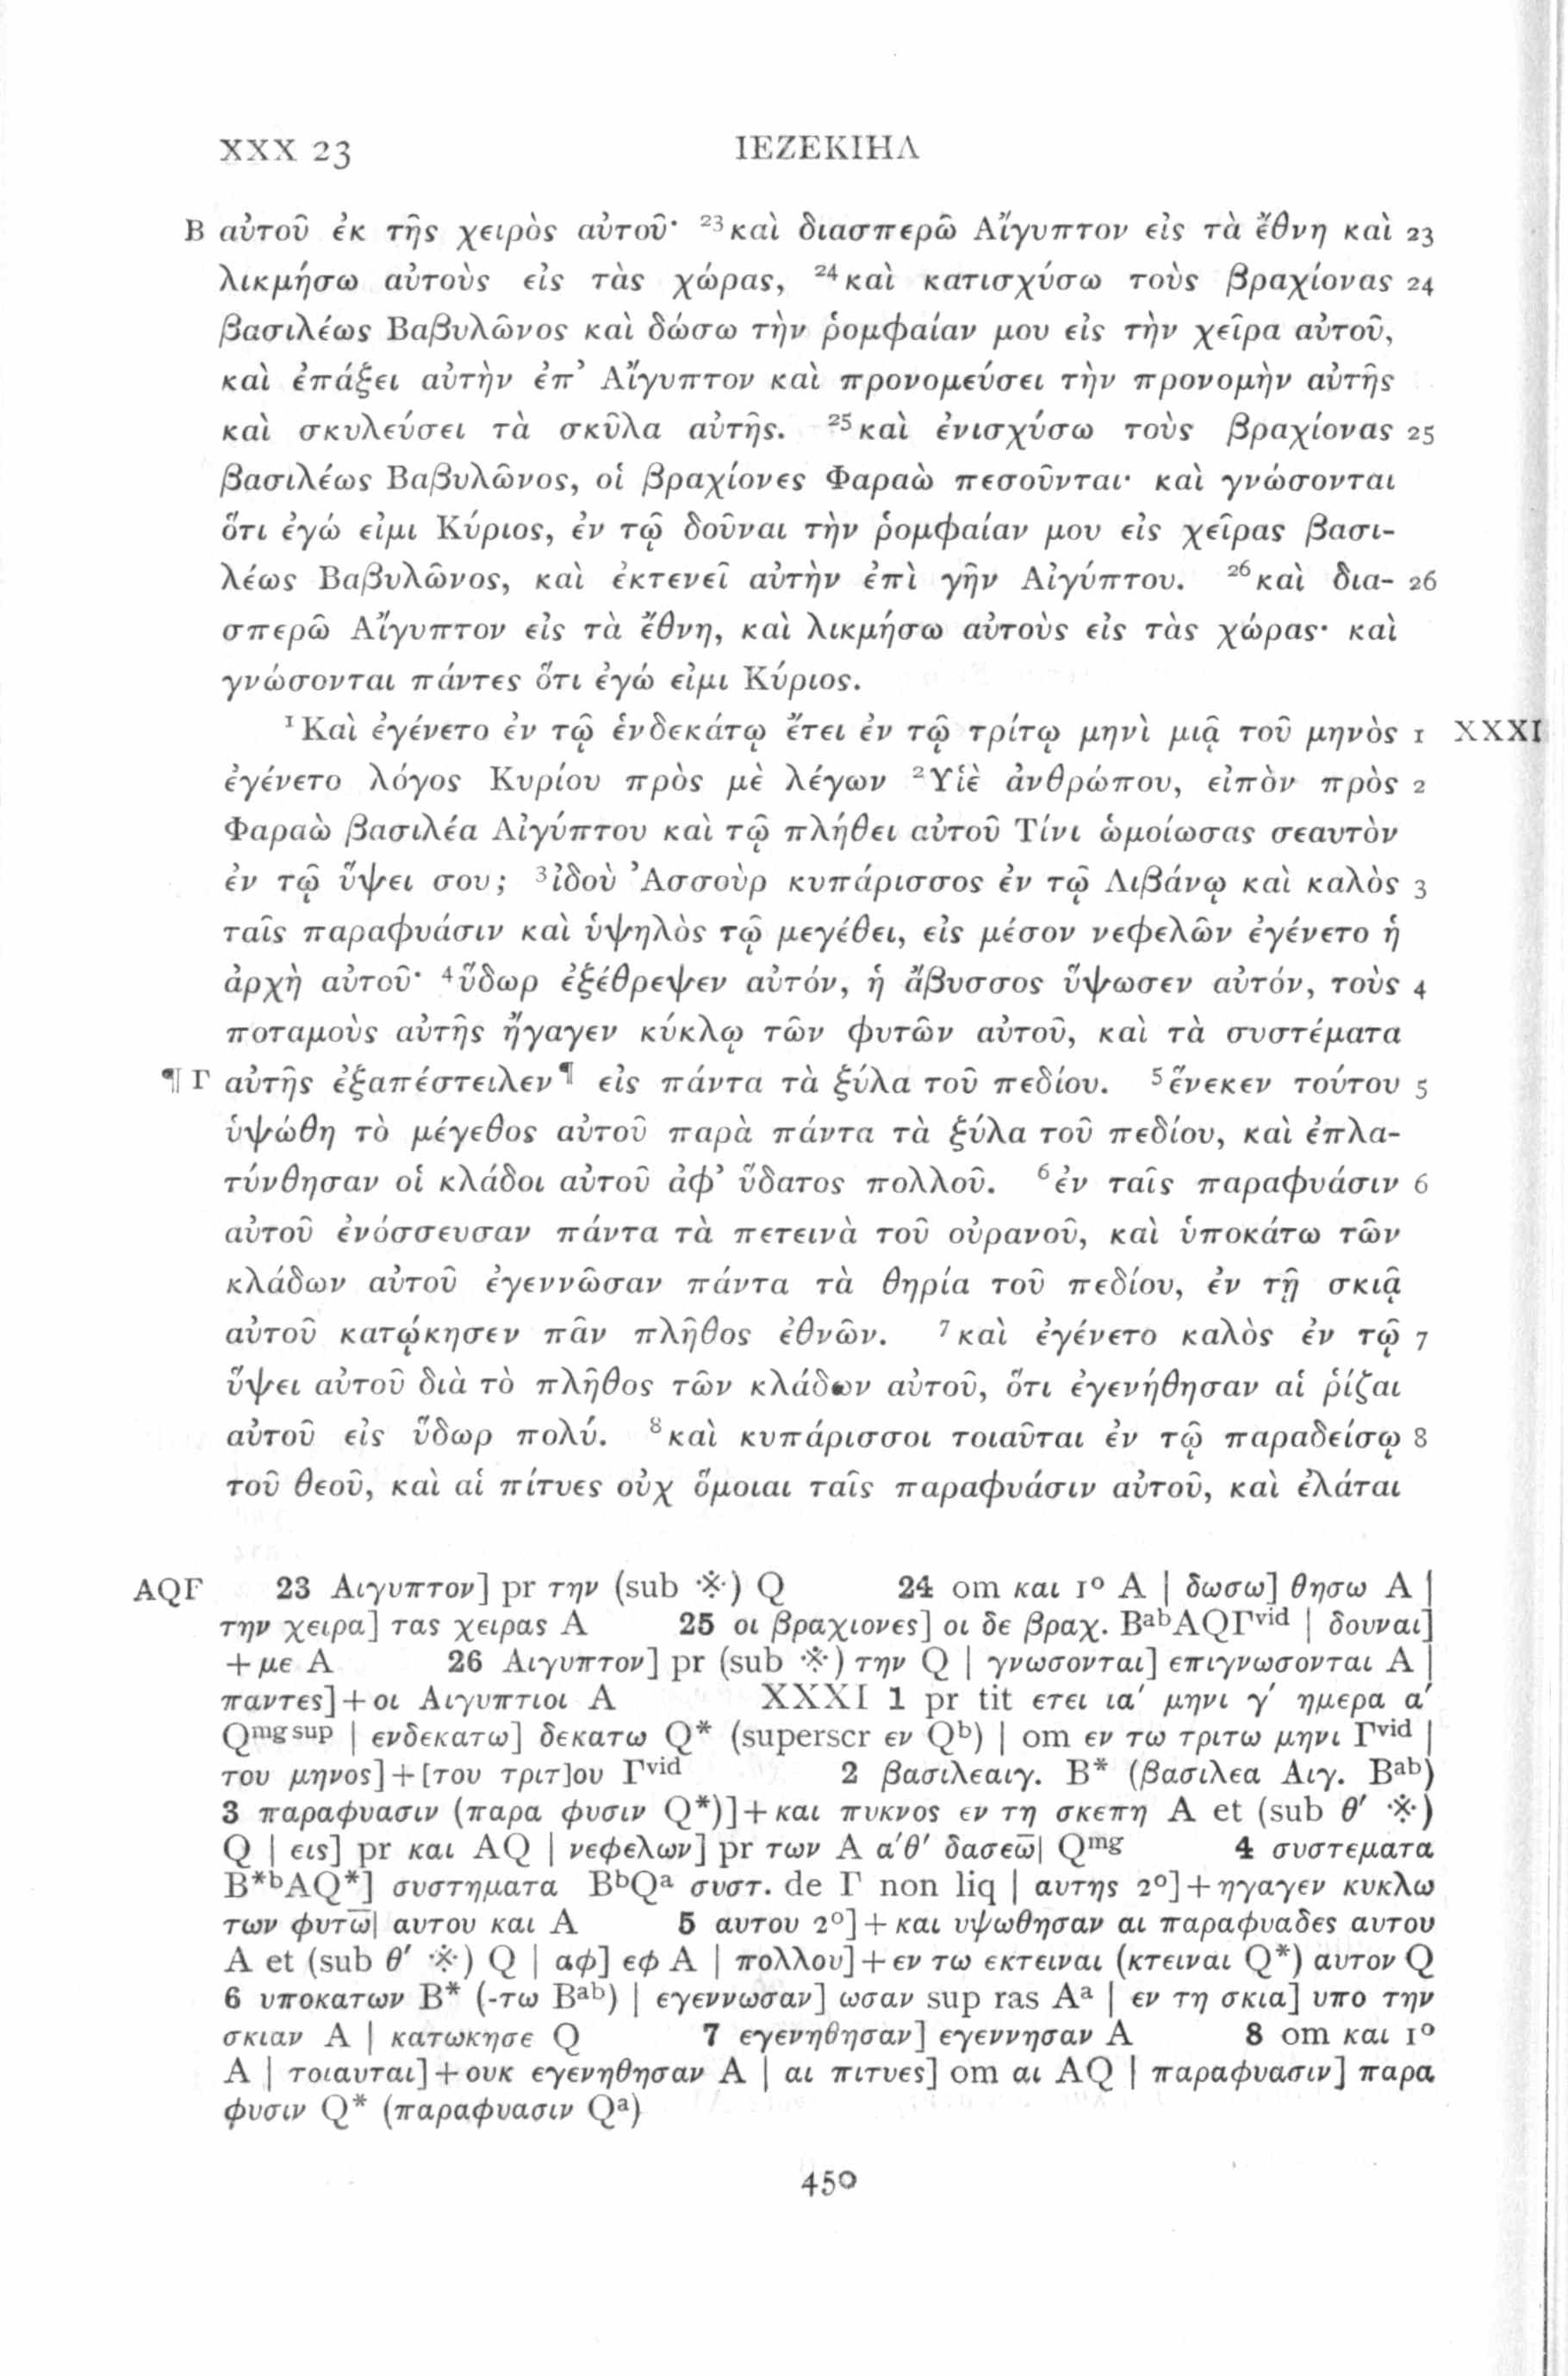 XXX 23 ΙΕΖΕΚΙΗΛ
B αὐτοῦ ἐκ τῆς χειρὸς αὐτοῦ· ²³καὶ διασπερῶ Αἴγυπτον εἰς τὰ ἔθνη καὶ 23
λικμήσω αὐτοὺς εἰς τὰς χώρας, ²⁴καὶ κατισχύσω τοὺς βραχίονας 24
βασιλέως Βαβυλῶνος καὶ δώσω τὴν ῥομφαίαν μου εἰς τὴν χεῖρα αὐτοῦ,
καὶ ἐπάξει αὐτὴν ἐπ᾽ Αἴγυπτον καὶ προνομεύσει τὴν προνομὴν αὐτῆς
καὶ σκυλεύσει τὰ σκῦλα αὐτῆς. ²⁵καὶ ἐνισχύσω τοὺς βραχίονας 25
βασιλέως Βαβυλῶνος, οἱ βραχίονες Φαραὼ πεσοῦνται· καὶ γνώσονται
ὅτι ἐγώ εἰμι Κύριος, ἐν τῷ δοῦναι τὴν ῥομφαίαν μου εἰς χεῖρας βασι-
λέως Βαβυλῶνος, καὶ ἐκτενεῖ αὐτὴν ἐπὶ γῆν Αἰγύπτου. ²⁶καὶ δια- 26
σπερῶ Αἴγυπτον εἰς τὰ ἔθνη, καὶ λικμήσω αὐτοὺς εἰς τὰς χώρας· καὶ
γνώσονται πάντες ὅτι ἐγώ εἰμι Κύριος.
¹Καὶ ἐγένετο ἐν τῷ ἑνδεκάτῳ ἔτει ἐν τῷ τρίτῳ μηνὶ μιᾷ τοῦ μηνὸς 1 XXXI
ἐγένετο λόγος Κυρίου πρὸς μὲ λέγων ²Υἱὲ ἀνθρώπου, εἰπὸν πρὸς 2
Φαραὼ βασιλέα Αἰγύπτου καὶ τῷ πλήθει αὐτοῦ Τίνι ὡμοίωσας σεαυτὸν
ἐν τῷ ὕψει σου; ³ἰδοὺ Ἀσσοὺρ κυπάρισσος ἐν τῷ Λιβάνῳ καὶ καλὸς 3
ταῖς παραφυάσιν καὶ ὑψηλὸς τῷ μεγέθει, εἰς μέσον νεφελῶν ἐγένετο ἡ
ἀρχὴ αὐτοῦ· ⁴ὕδωρ ἐξέθρεψεν αὐτόν, ἡ ἄβυσσος ὕψωσεν αὐτόν, τοὺς 4
ποταμοὺς αὐτῆς ἤγαγεν κύκλῳ τῶν φυτῶν αὐτοῦ, καὶ τὰ συστέματα
¶ Γ αὐτῆς ἐξαπέστειλεν¶ εἰς πάντα τὰ ξύλα τοῦ πεδίου. ⁵ἕνεκεν τούτου 5
ὑψώθη τὸ μέγεθος αὐτοῦ παρὰ πάντα τὰ ξύλα τοῦ πεδίου, καὶ ἐπλα-
τύνθησαν οἱ κλάδοι αὐτοῦ ἀφ᾽ ὕδατος πολλοῦ. ⁶ἐν ταῖς παραφυάσιν 6
αὐτοῦ ἐνόσσευσαν πάντα τὰ πετεινὰ τοῦ οὐρανοῦ, καὶ ὑποκάτω τῶν
κλάδων αὐτοῦ ἐγεννῶσαν πάντα τὰ θηρία τοῦ πεδίου, ἐν τῇ σκιᾷ
αὐτοῦ κατῴκησεν πᾶν πλῆθος ἐθνῶν. ⁷καὶ ἐγένετο καλὸς ἐν τῷ 7
ὕψει αὐτοῦ διὰ τὸ πλῆθος τῶν κλάδων αὐτοῦ, ὅτι ἐγενήθησαν αἱ ῥίζαι
αὐτοῦ εἰς ὕδωρ πολύ. ⁸καὶ κυπάρισσοι τοιαῦται ἐν τῷ παραδείσῳ 8
τοῦ θεοῦ, καὶ αἱ πίτυες οὐχ ὅμοιαι ταῖς παραφυάσιν αὐτοῦ, καὶ ἐλάται
AQΓ 23 Αιγυπτον] pr την (sub ※) Q 24 om και 1º A | δωσω] θησω A |
την χειρα] τας χειρας A 25 οι βραχιονες] οι δε βραχ. BᵃᵇAQΓᵛⁱᵈ | δουναι]
+ με A 26 Αιγυπτον] pr (sub ※) την Q | γνωσονται] επιγνωσονται A |
παντες] + οι Αιγυπτιοι A XXXI 1 pr tit ετει ια′ μηνι γ′ ημερα α′
Qᵐᵍ ˢᵘᵖ | ενδεκατω] δεκατω Q* (superscr εν Qᵇ) | om εν τω τριτω μηνι Γᵛⁱᵈ |
του μηνος] + [του τριτ]ου Γᵛⁱᵈ 2 βασιλεαιγ. B* (βασιλεα Αιγ. Bᵃᵇ)
3 παραφυασιν (παρα φυσιν Q*)] + και πυκνος εν τη σκεπη A et (sub θ′ ※)
Q | εις] pr και AQ | νεφελων] pr των A α′θ′ δασεω̅| Qᵐᵍ 4 συστεματα
B*ᵇAQ*] συστηματα BᵇQᵃ συστ. de Γ non liq | αυτης 2º] + ηγαγεν κυκλω
των φυτω̅| αυτου και A 5 αυτου 2º] + και υψωθησαν αι παραφυαδες αυτου
A et (sub θ′ ※) Q | αφ] εφ A | πολλου] + εν τω εκτειναι (κτειναι Q*) αυτον Q
6 υποκατων B* (-τω Bᵃᵇ) | εγεννωσαν] ωσαν sup ras Aᵃ | εν τη σκια] υπο την
σκιαν A | κατωκησε Q 7 εγενηθησαν] εγεννησαν A 8 om και 1º
A | τοιαυται] + ουκ εγενηθησαν A | αι πιτυες] om αι AQ | παραφυασιν] παρα
φυσιν Q* (παραφυασιν Qᵃ)
450